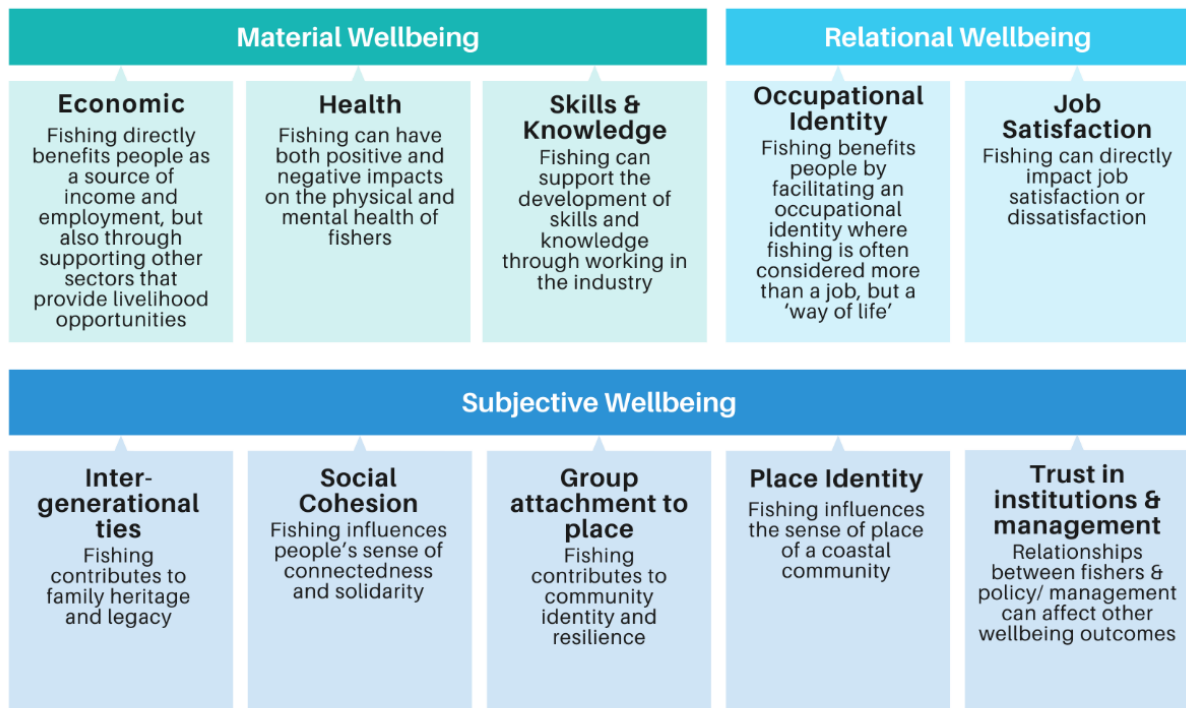 Material Wellbeing
Economic
Fishing directly
benefits people as
a source of
income and
employment, but
also through
supporting other
sectors that
provide livelihood
opportunities
Health
Fishing can have
both positive and
negative impacts
on the physical and
mental health of
fishers
Skills &
Knowledge
Fishing can
support the
development of
skills and
knowledge
through working in
the industry
Relational Wellbeing
Occupational
Identity
Fishing benefits
people by
facilitating an
occupational
identity where
fishing is often
considered more
than a job, but a
‘way of life’
Job
Satisfaction
Fishing can directly
impact job
satisfaction or
dissatisfaction
Subjective Wellbeing
Inter-
generational
ties
Fishing
contributes to
family heritage
and legacy
Social
Cohesion
Fishing influences
people’s sense of
connectedness
and solidarity
Group
attachment to
place
Fishing
contributes to
community
identity and
resilience
Place Identity
Fishing influences
the sense of place
of a coastal
community
Trust in
institutions &
management
Relationships
between fishers &
policy/ management
can affect other
wellbeing outcomes